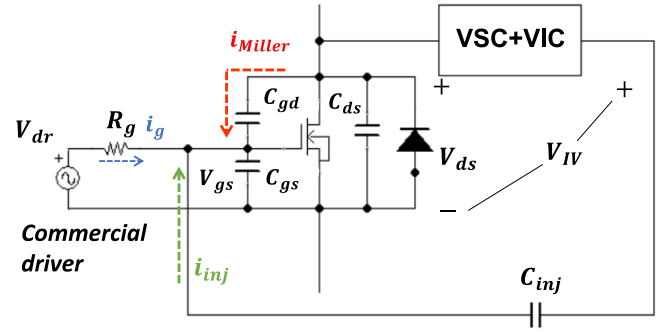 i_Miller
VSC+VIC
+
+
C_gd
C_ds
V_dr
R_g
i_g
V_ds
V_IV
+
V_gs
C_gs
−
Commercial
driver
i_inj
C_inj